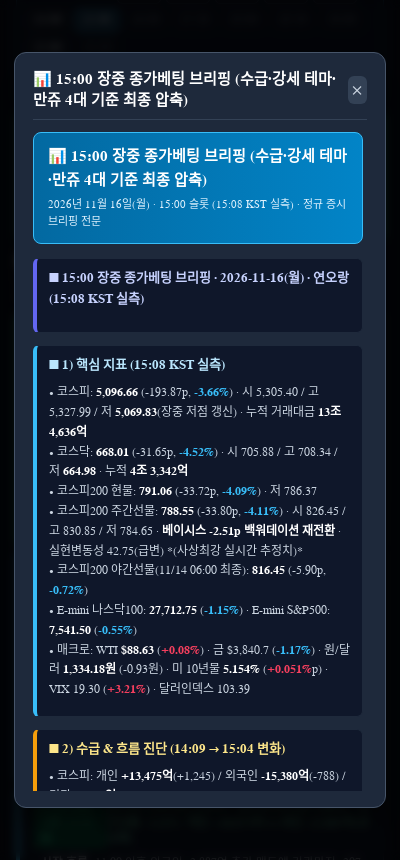 📊 15:00 장중 종가베팅 브리핑 (수급·강세 테마·
만쥬 4대 기준 최종 압축)
×
📊 15:00 장중 종가베팅 브리핑 (수급·강세 테마
·만쥬 4대 기준 최종 압축)
2026년 11월 16일(월) · 15:00 슬롯 (15:08 KST 실측) · 정규 증시
브리핑 전문
■ 15:00 장중 종가베팅 브리핑 · 2026-11-16(월) · 연오랑
(15:08 KST 실측)
■ 1) 핵심 지표 (15:08 KST 실측)
• 코스피: 5,096.66 (-193.87p, -3.66%) · 시 5,305.40 / 고
5,327.99 / 저 5,069.83(장중 저점 갱신) · 누적 거래대금 13조
4,636억
• 코스닥: 668.01 (-31.65p, -4.52%) · 시 705.88 / 고 708.34 /
저 664.98 · 누적 4조 3,342억
• 코스피200 현물: 791.06 (-33.72p, -4.09%) · 저 786.37
• 코스피200 주간선물: 788.55 (-33.80p, -4.11%) · 시 826.45 /
고 830.85 / 저 784.65 · 베이시스 -2.51p 백워데이션 재전환 ·
실현변동성 42.75(급변) *(사상최강 실시간 추정치)*
• 코스피200 야간선물(11/14 06:00 최종): 816.45 (-5.90p,
-0.72%)
• E-mini 나스닥100: 27,712.75 (-1.15%) · E-mini S&P500:
7,541.50 (-0.55%)
• 매크로: WTI $88.63 (+0.08%) · 금 $3,840.7 (-1.17%) · 원/달
러 1,334.18원 (-0.93원) · 미 10년물 5.154% (+0.051%p) ·
VIX 19.30 (+3.21%) · 달러인덱스 103.39
■ 2) 수급 & 흐름 진단 (14:09 → 15:04 변화)
• 코스피: 개인 +13,475억(+1,245) / 외국인 -15,380억(-788) /